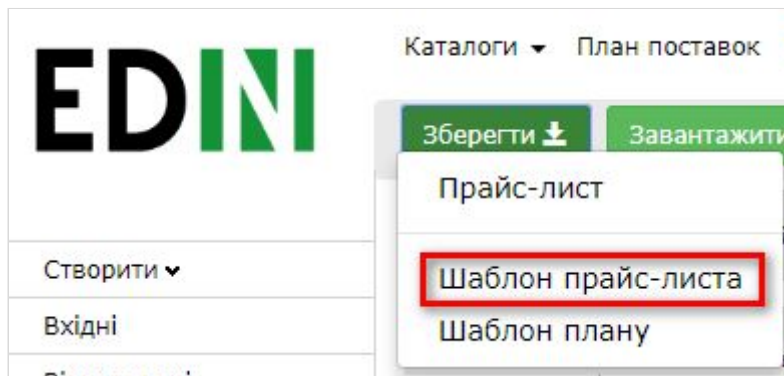 EDIN
Каталоги План поставок
Зберегти Завантажити
Прайс-лист
Шаблон прайс-листа
Шаблон плану
Створити
Вхідні